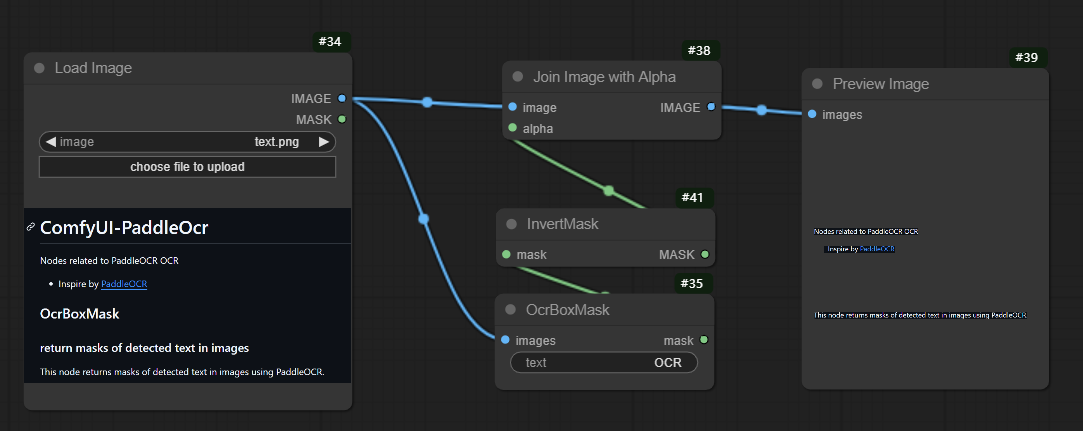 #34
Load Image
IMAGE
MASK
image text.png
choose file to upload
ComfyUI-PaddleOcr
Nodes related to PaddleOCR OCR
• Inspire by PaddleOCR
OcrBoxMask
return masks of detected text in images
This node returns masks of detected text in images using PaddleOCR.
#38
Join Image with Alpha
image IMAGE
alpha
#41
InvertMask
mask MASK
#35
OcrBoxMask
images mask
text OCR
#39
Preview Image
images
Nodes related to PaddleOCR OCR
Inspire by PaddleOCR
This node returns masks of detected text in images using PaddleOCR